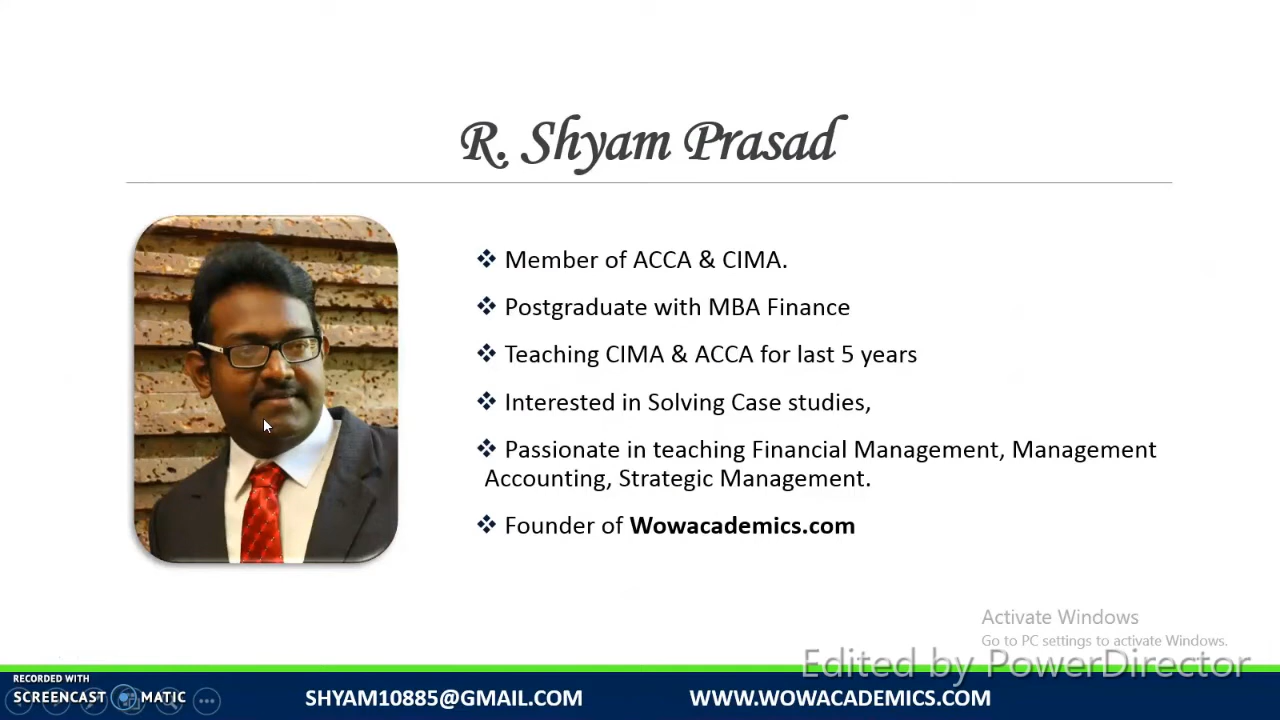 R. Shyam Prasad
Member of ACCA & CIMA.
Postgraduate with MBA Finance
Teaching CIMA & ACCA for last 5 years
Interested in Solving Case studies,
Passionate in teaching Financial Management, Management
Accounting, Strategic Management.
Founder of Wowacademics.com
Activate Windows
Go to PC settings to activate Windows.
Edited by PowerDirector
RECORDED WITH
SCREENCAST MATIC
SHYAM10885@GMAIL.COM WWW.WOWACADEMICS.COM